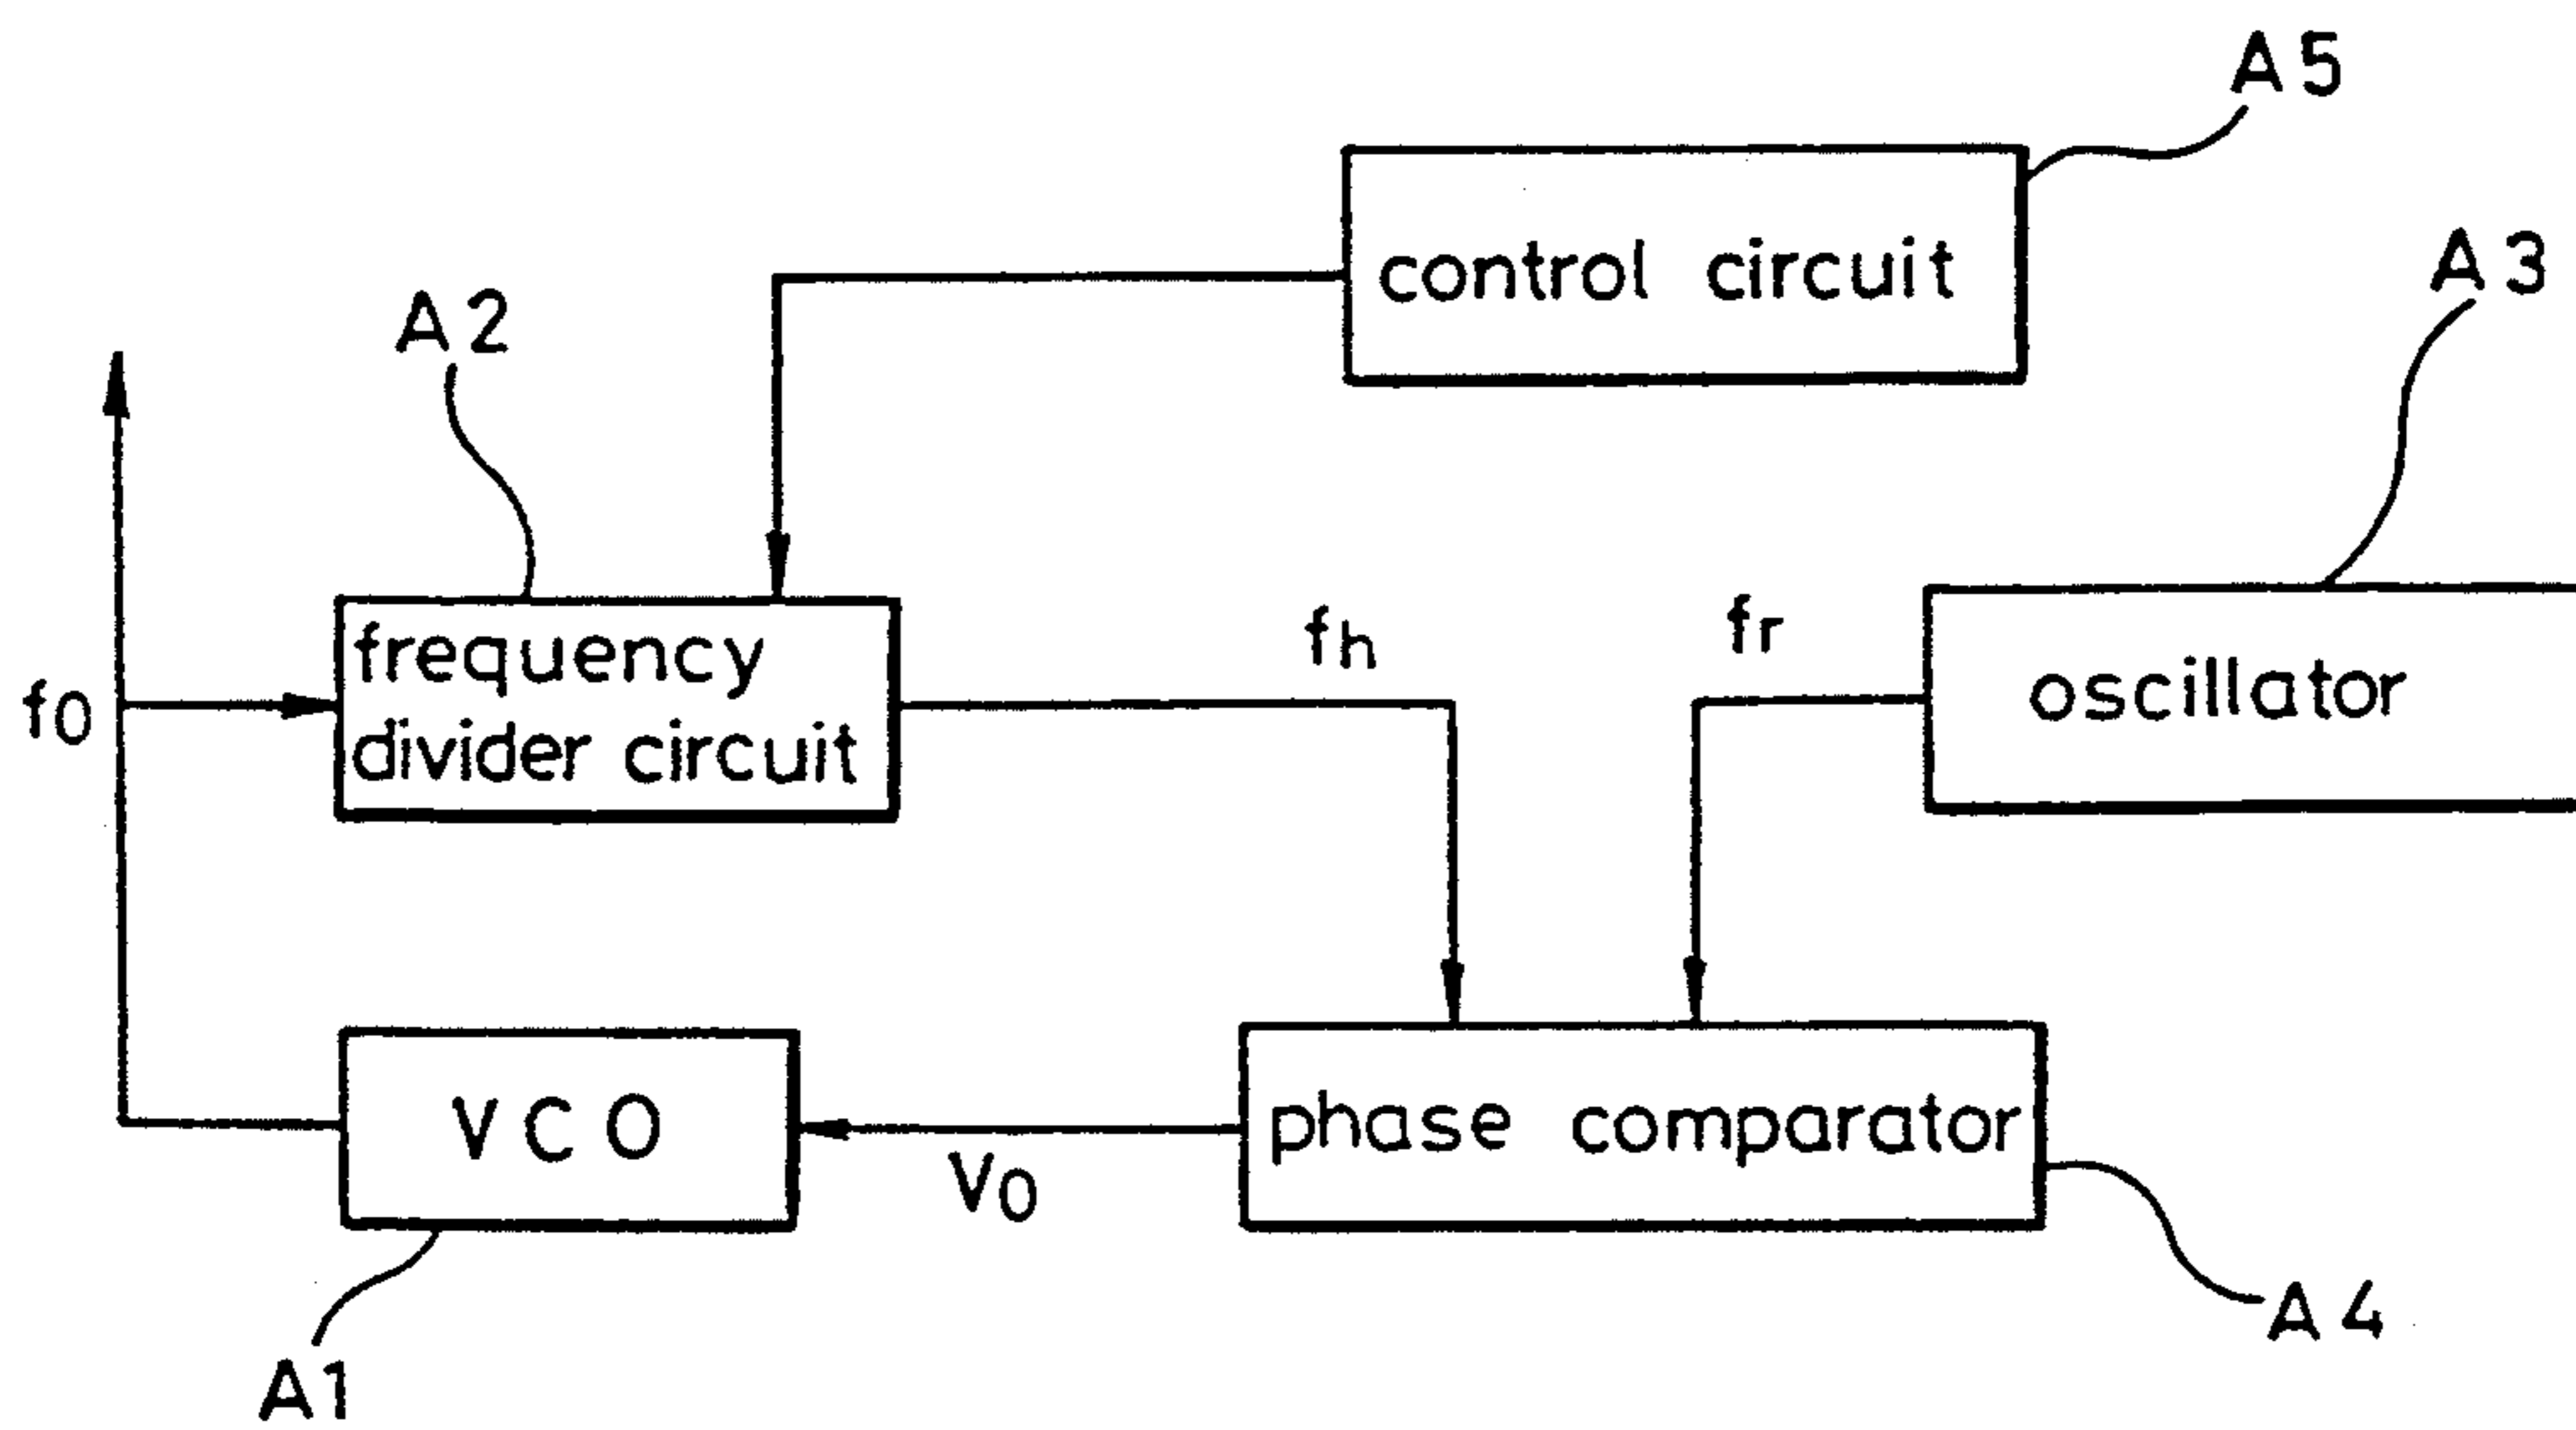 A5
control circuit
A3
A2
fh
fr
frequency
divider circuit
oscillator
f0
VCO
V0
phase comparator
A1
A4